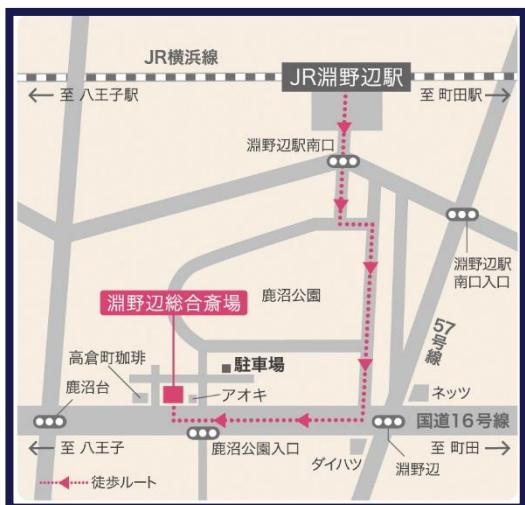 JR横浜線
JR淵野辺駅
← 至 八王子駅
至 町田駅 →
淵野辺駅南口
淵野辺駅
南口入口
鹿沼公園
57号線
淵野辺総合斎場
高倉町珈琲
駐車場
鹿沼台
アオキ
ネッツ
国道16号線
← 至 八王子
鹿沼公園入口
ダイハツ
淵野辺
至 町田 →
徒歩ルート